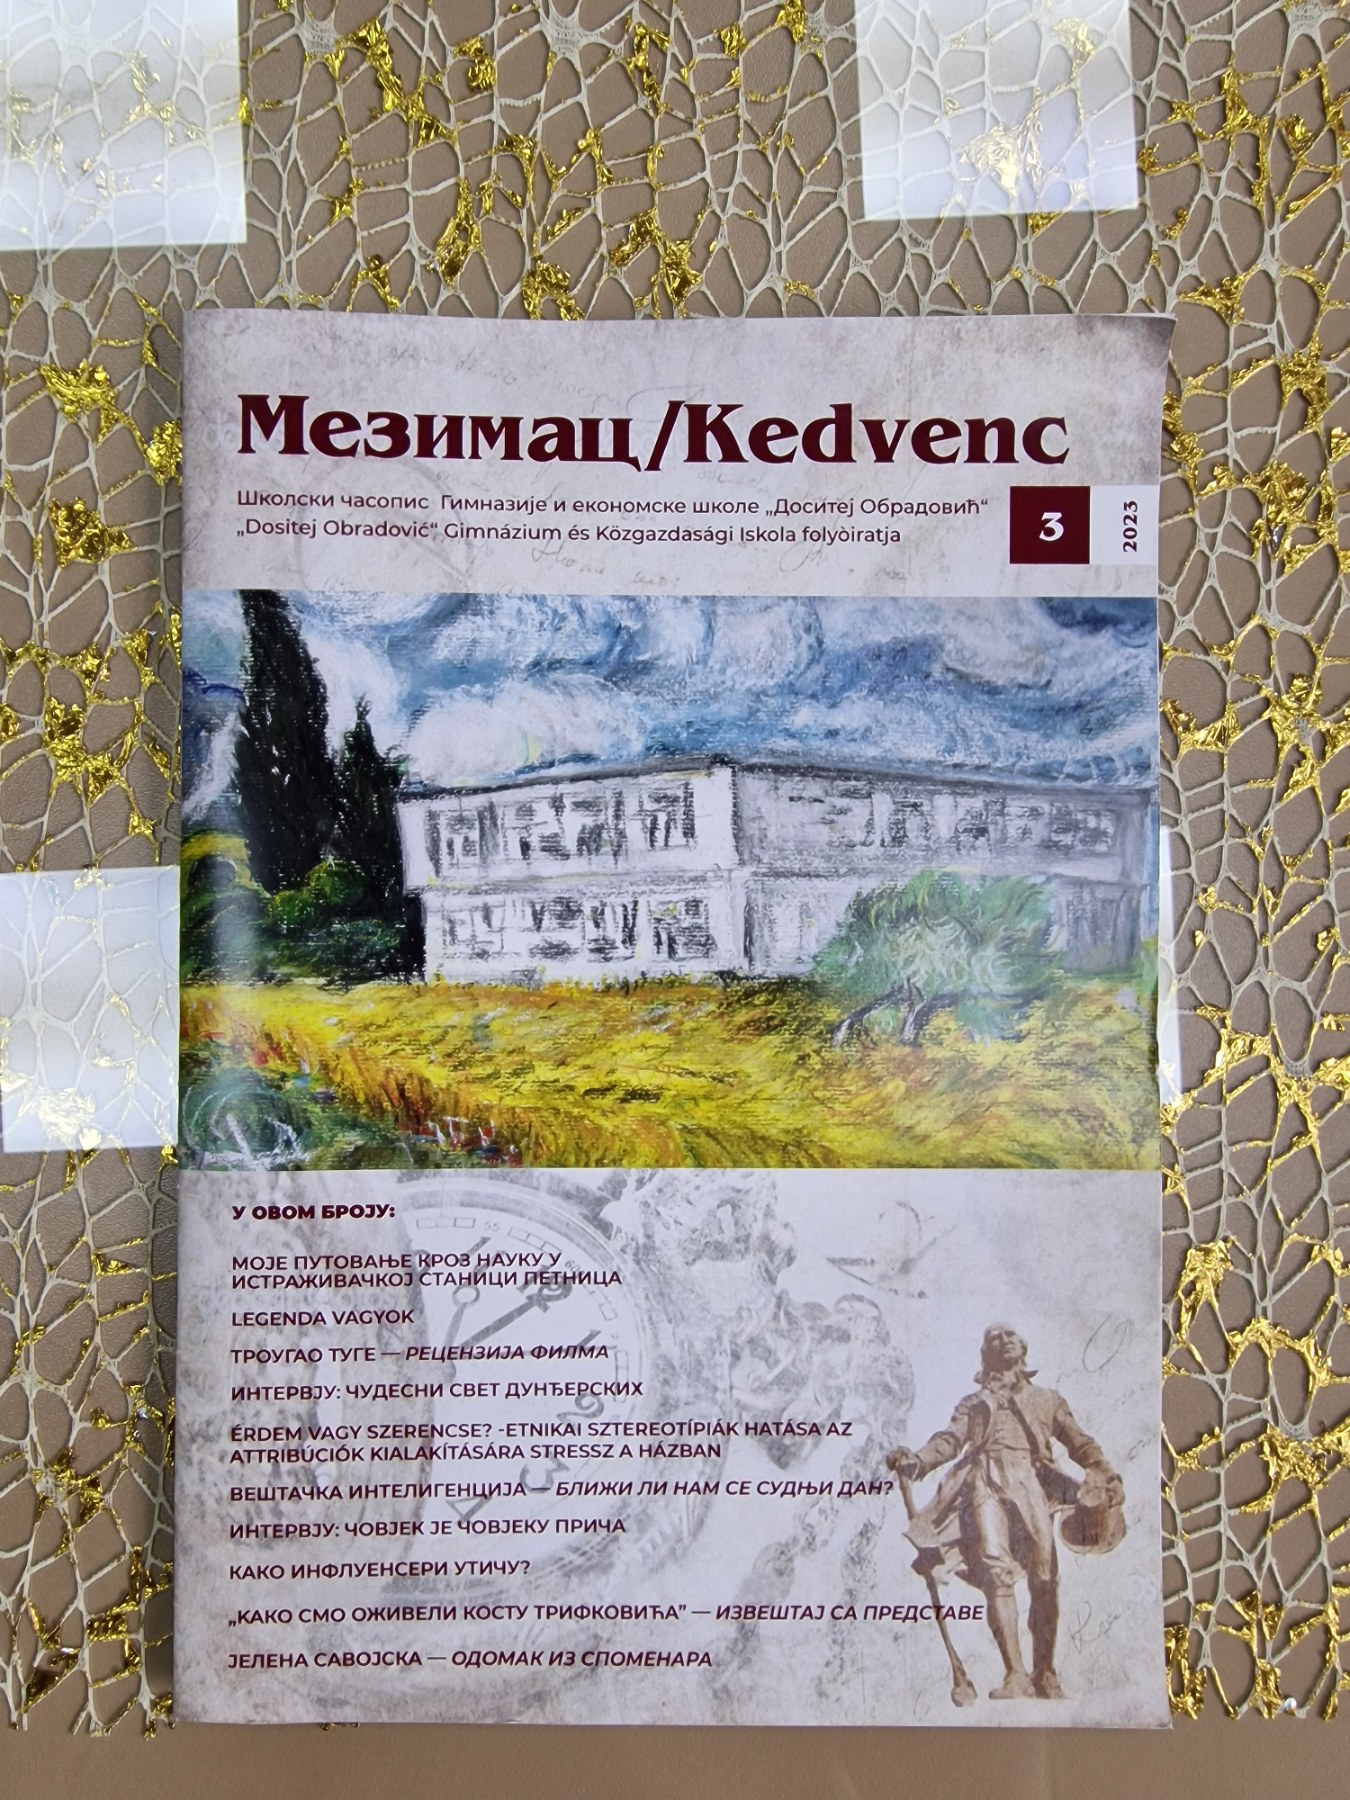 Мезимац/Kedvenc
Школски часопис Гимназије и економске школе „Доситеј Обрадовић“
„Dositej Obradović“ Gimnázium és Közgazdasági Iskola folyòiratja
3
2023
У ОВОМ БРОЈУ:
МОЈЕ ПУТОВАЊЕ КРОЗ НАУКУ У
ИСТРАЖИВАЧКОЈ СТАНИЦИ ПЕТНИЦА
LEGENDA VAGYOK
ТРОУГАО ТУГЕ — РЕЦЕНЗИЈА ФИЛМА
ИНТЕРВЈУ: ЧУДЕСНИ СВЕТ ДУНЂЕРСКИХ
ÉRDEM VAGY SZERENCSE? -ETNIKAI SZTEREOTÍPIÁK HATÁSA AZ
ATTRIBÚCIÓK KIALAKÍTÁSÁRA STRESSZ A HÁZBAN
ВЕШТАЧКА ИНТЕЛИГЕНЦИЈА — БЛИЖИ ЛИ НАМ СЕ СУДЊИ ДАН?
ИНТЕРВЈУ: ЧОВЈЕК ЈЕ ЧОВЈЕКУ ПРИЧА
КАКО ИНФЛУЕНСЕРИ УТИЧУ?
„КАКО СМО ОЖИВЕЛИ КОСТУ ТРИФКОВИЋА” — ИЗВЕШТАЈ СА ПРЕДСТАВЕ
ЈЕЛЕНА САВОЈСКА — ОДОМАК ИЗ СПОМЕНАРА